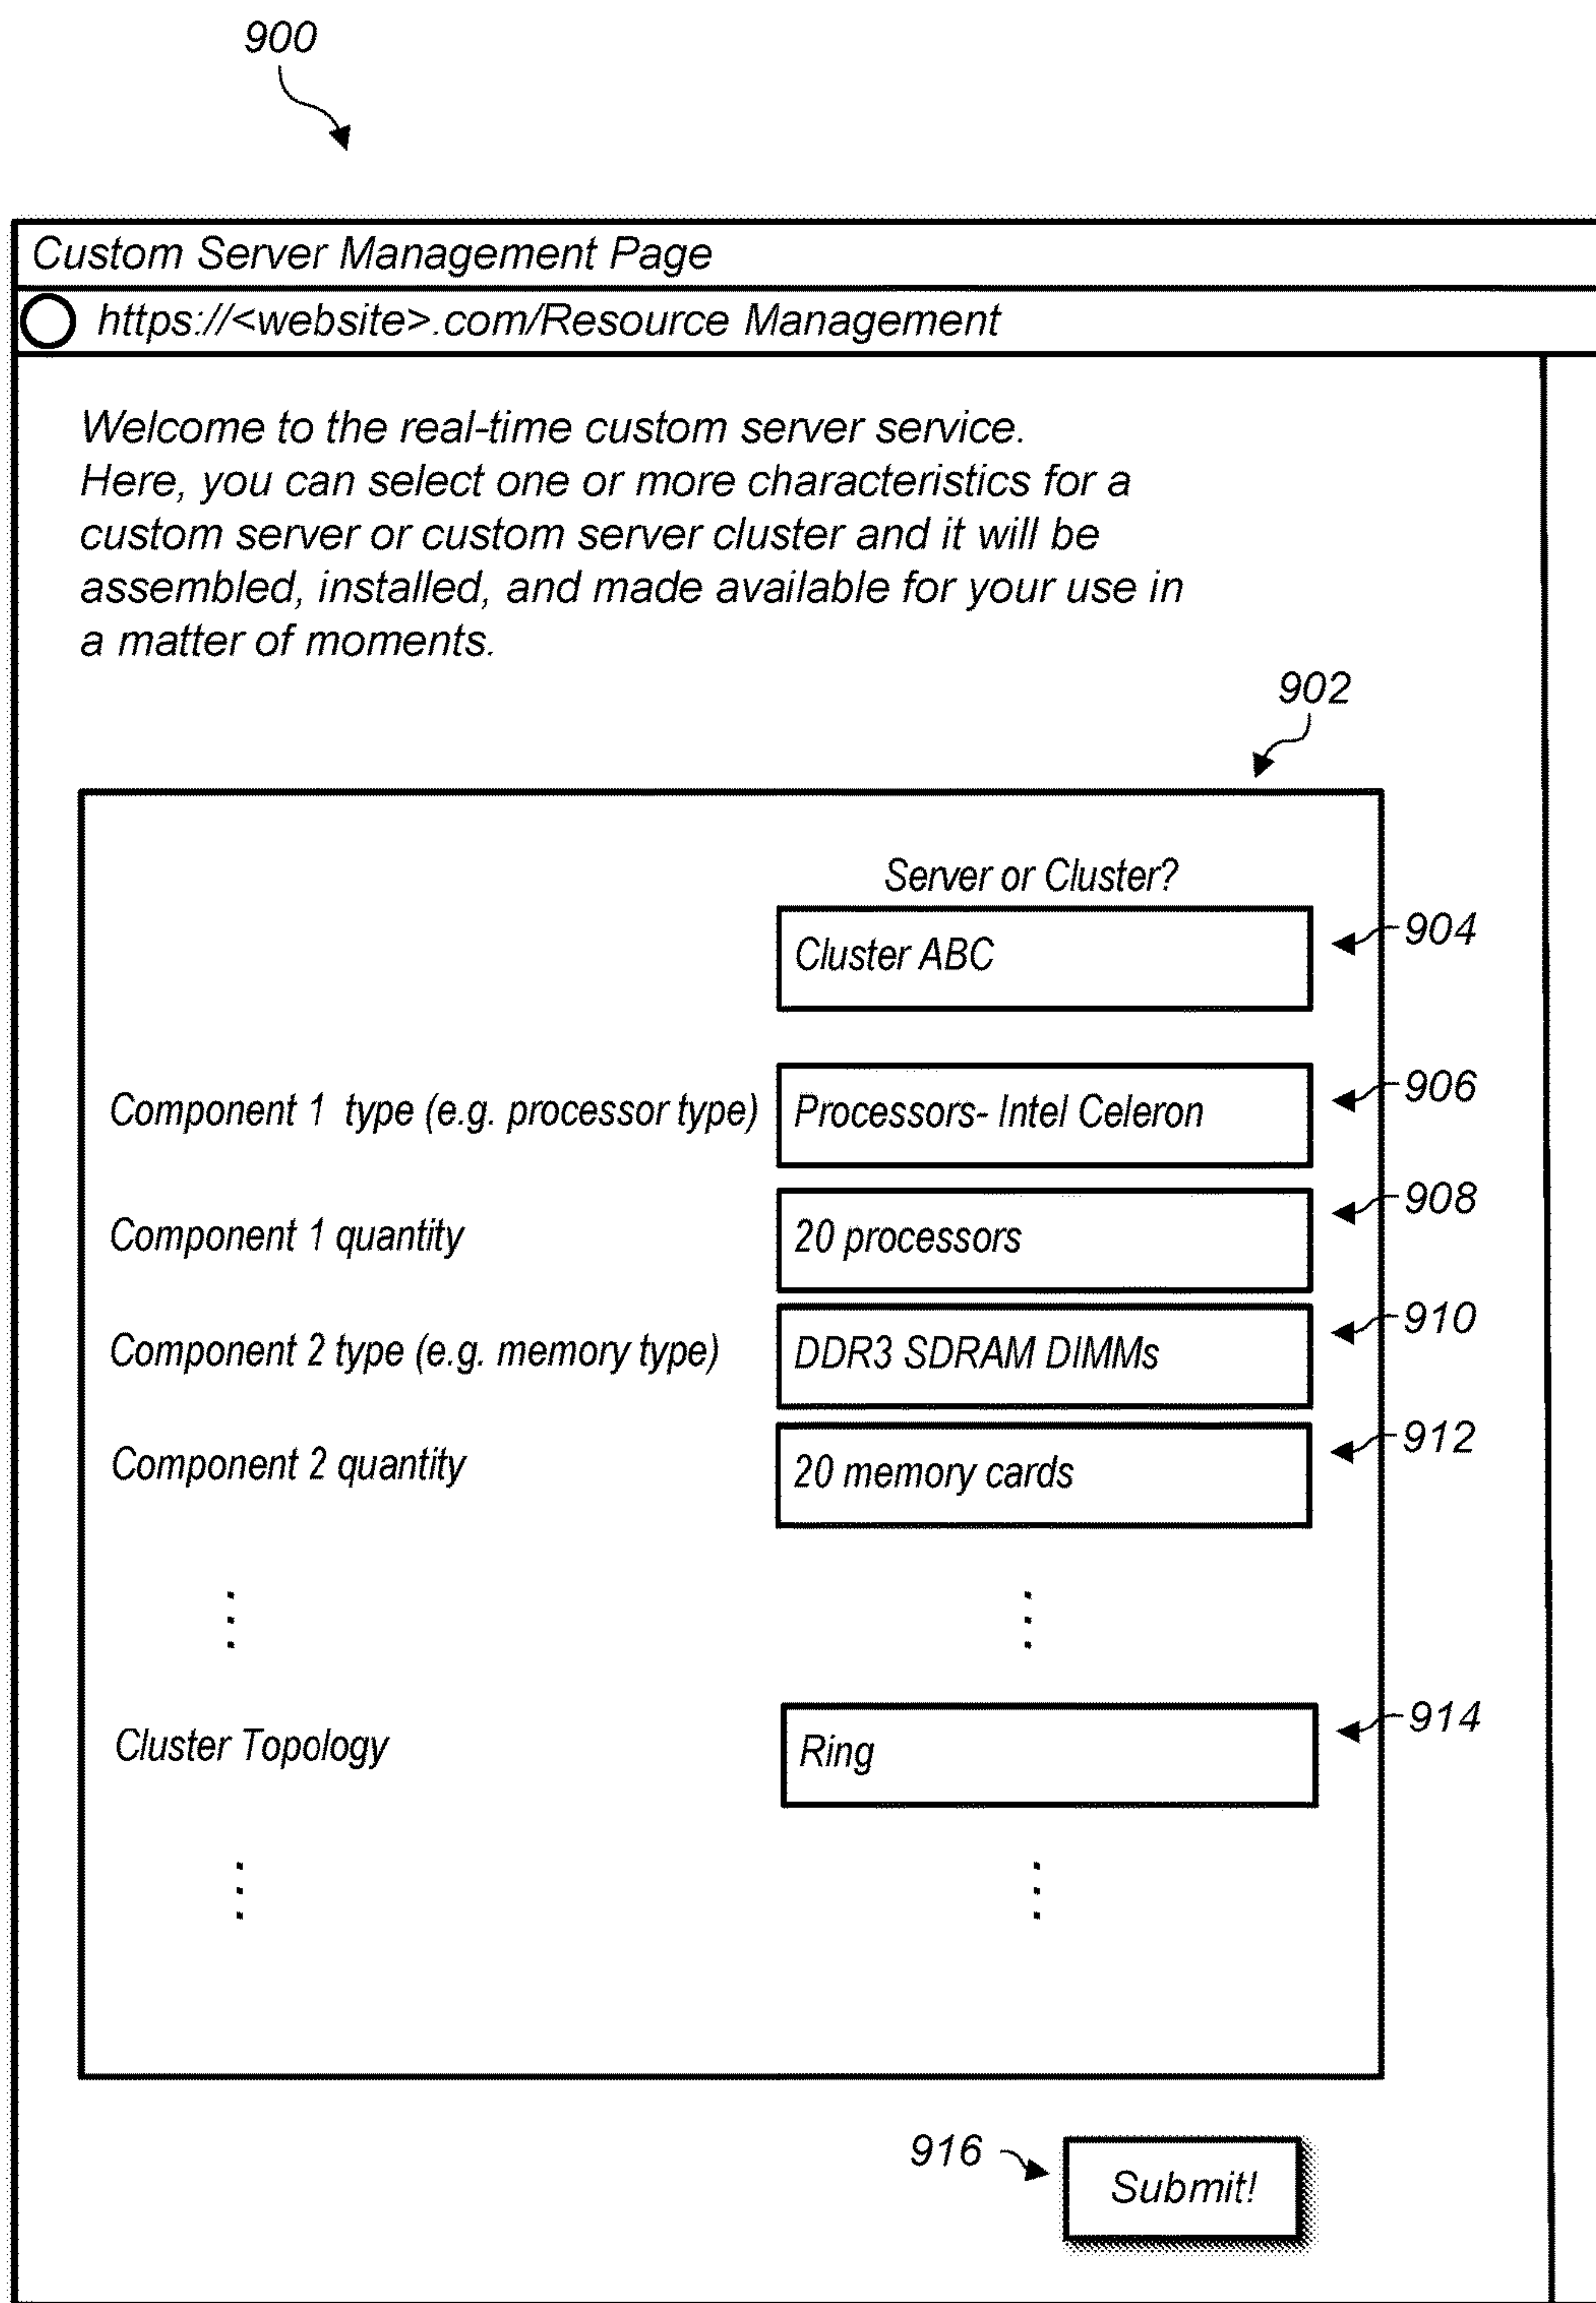 900
Custom Server Management Page
https://<website>.com/Resource Management
Welcome to the real-time custom server service.
Here, you can select one or more characteristics for a
custom server or custom server cluster and it will be
assembled, installed, and made available for your use in
a matter of moments.
902
Server or Cluster?
Cluster ABC
904
Component 1 type (e.g. processor type)
Processors- Intel Celeron
906
Component 1 quantity
20 processors
908
Component 2 type (e.g. memory type)
DDR3 SDRAM DIMMs
910
Component 2 quantity
20 memory cards
912
Cluster Topology
Ring
914
916
Submit!